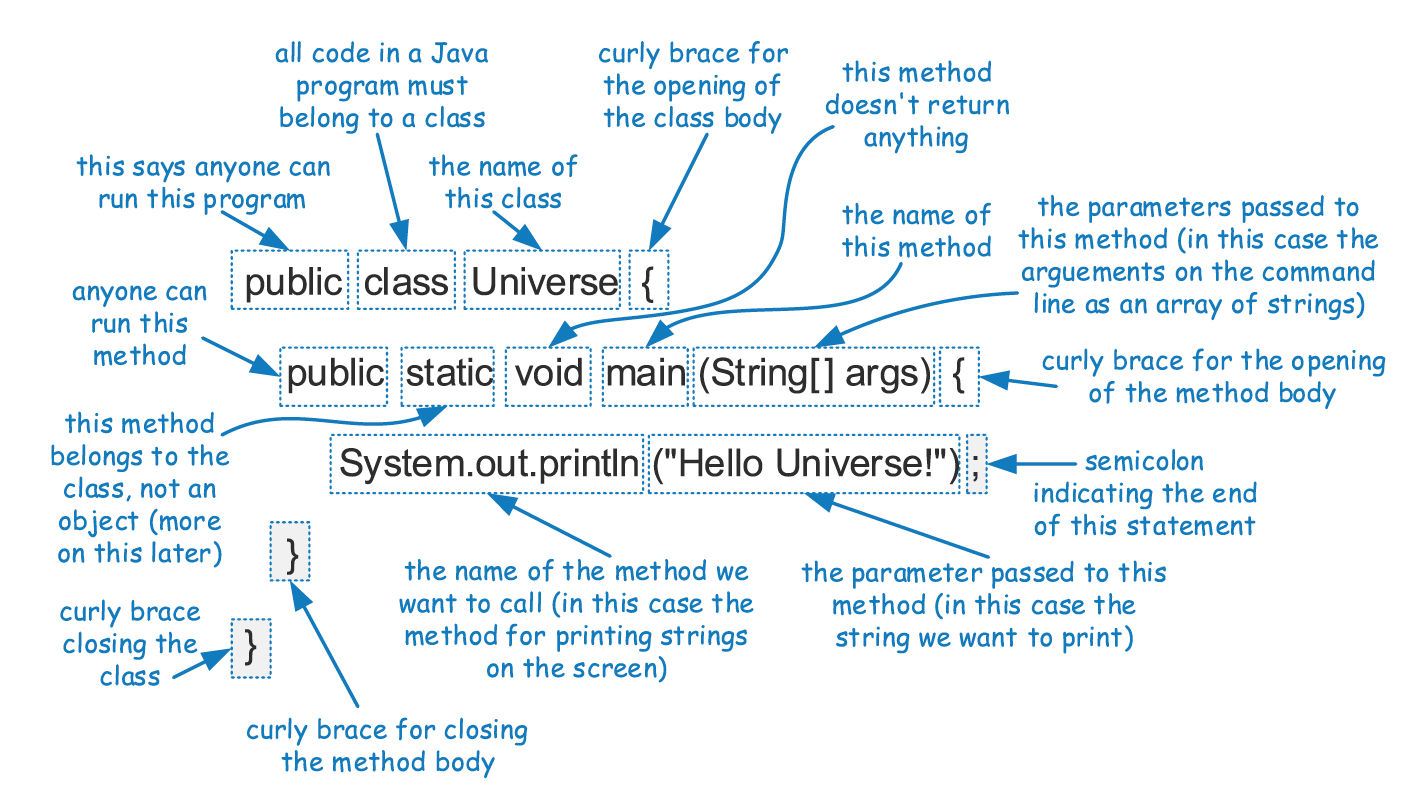 all code in a Java
program must
belong to a class
curly brace for
the opening of
the class body
this method
doesn't return
anything
this says anyone can
run this program
the name of
this class
the name of
this method
the parameters passed to
this method (in this case the
arguements on the command
line as an array of strings)
public class Universe {
anyone can
run this
method
public static void main (String[] args) {
curly brace for the opening
of the method body
this method
belongs to the
class, not an
object (more
on this later)
System.out.println ("Hello Universe!") ;
semicolon
indicating the end
of this statement
}
the name of the method we
want to call (in this case the
method for printing strings
on the screen)
the parameter passed to this
method (in this case the
string we want to print)
curly brace
closing the
class
}
curly brace for closing
the method body